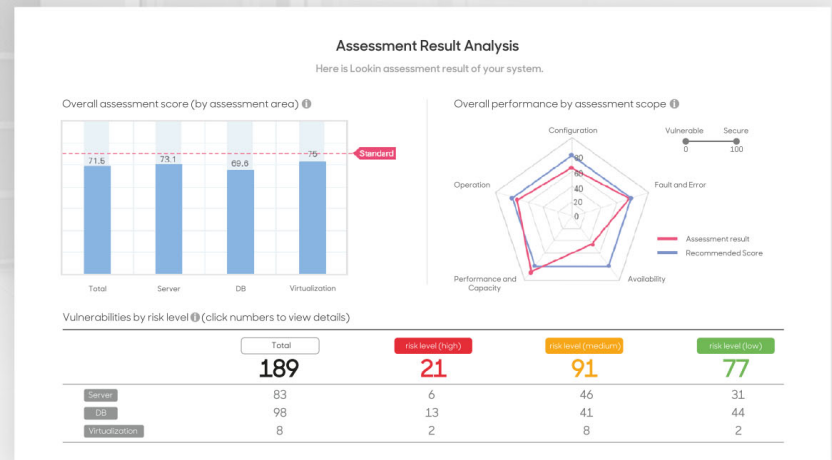 Assessment Result Analysis
Here is Lookin assessment result of your system.
Overall assessment score (by assessment area)
71.5
73.1
69.6
75
Standard
Total
Server
DB
Virtualization
Overall performance by assessment scope
Configuration
Vulnerable
Secure
0
100
80
60
40
20
0
Operation
Fault and Error
Assessment result
Recommended Score
Performance and
Capacity
Availability
Vulnerabilities by risk level (click numbers to view details)
Total risk level (high) risk level (medium) risk level (low)
189 21 91 77
Server 83 6 46 31
DB 98 13 41 44
Virtualization 8 2 8 2